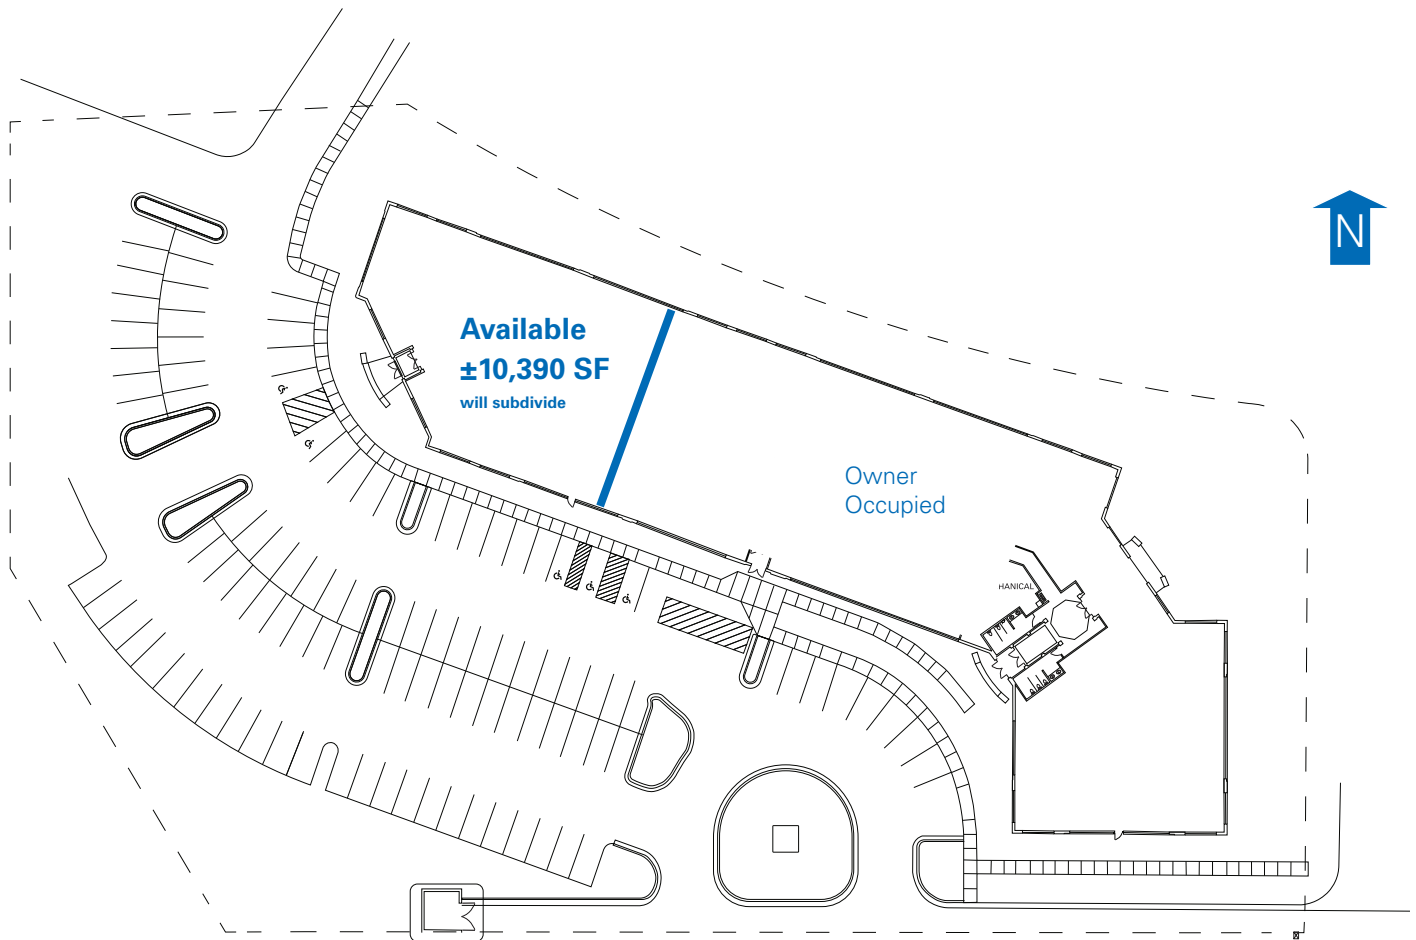 N
Available
±10,390 SF
will subdivide
Owner
Occupied
HANICAL